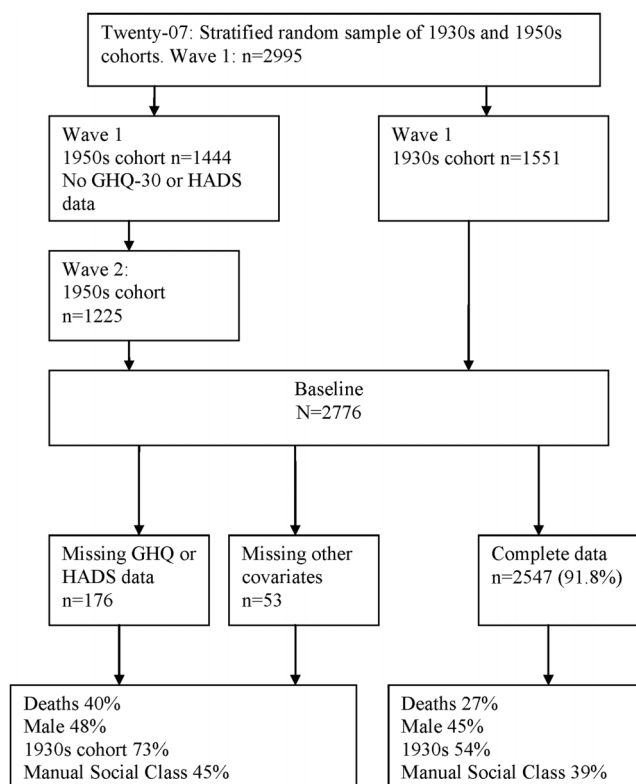 Twenty-07: Stratified random sample of 1930s and 1950s
cohorts. Wave 1: n=2995
Wave 1
1950s cohort n=1444
No GHQ-30 or HADS
data
Wave 1
1930s cohort n=1551
Wave 2:
1950s cohort
n=1225
Baseline
N=2776
Missing GHQ or
HADS data
n=176
Missing other
covariates
n=53
Complete data
n=2547 (91.8%)
Deaths 40%
Male 48%
1930s cohort 73%
Manual Social Class 45%
Deaths 27%
Male 45%
1930s 54%
Manual Social Class 39%